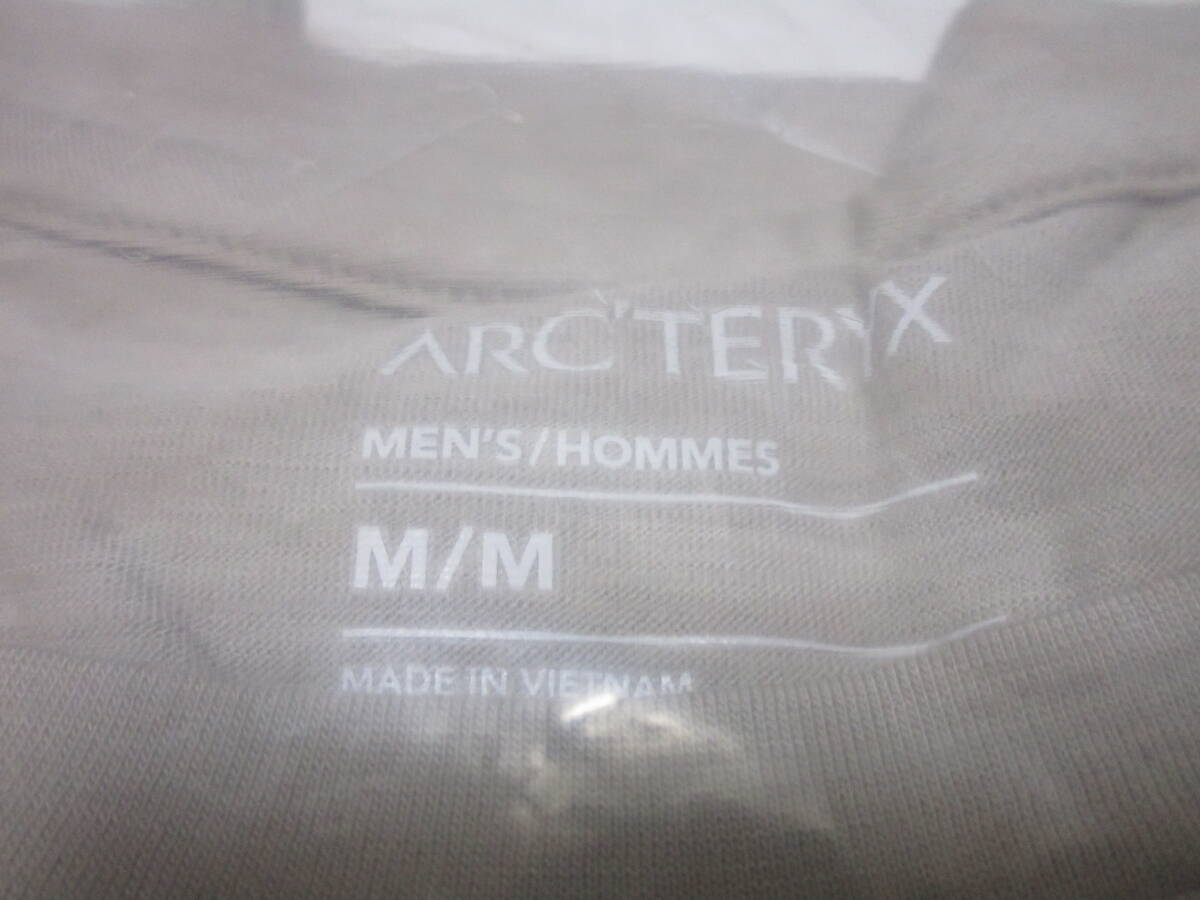 ARC'TERYX
MEN'S/HOMMES
M/M
MADE IN VIETNAM